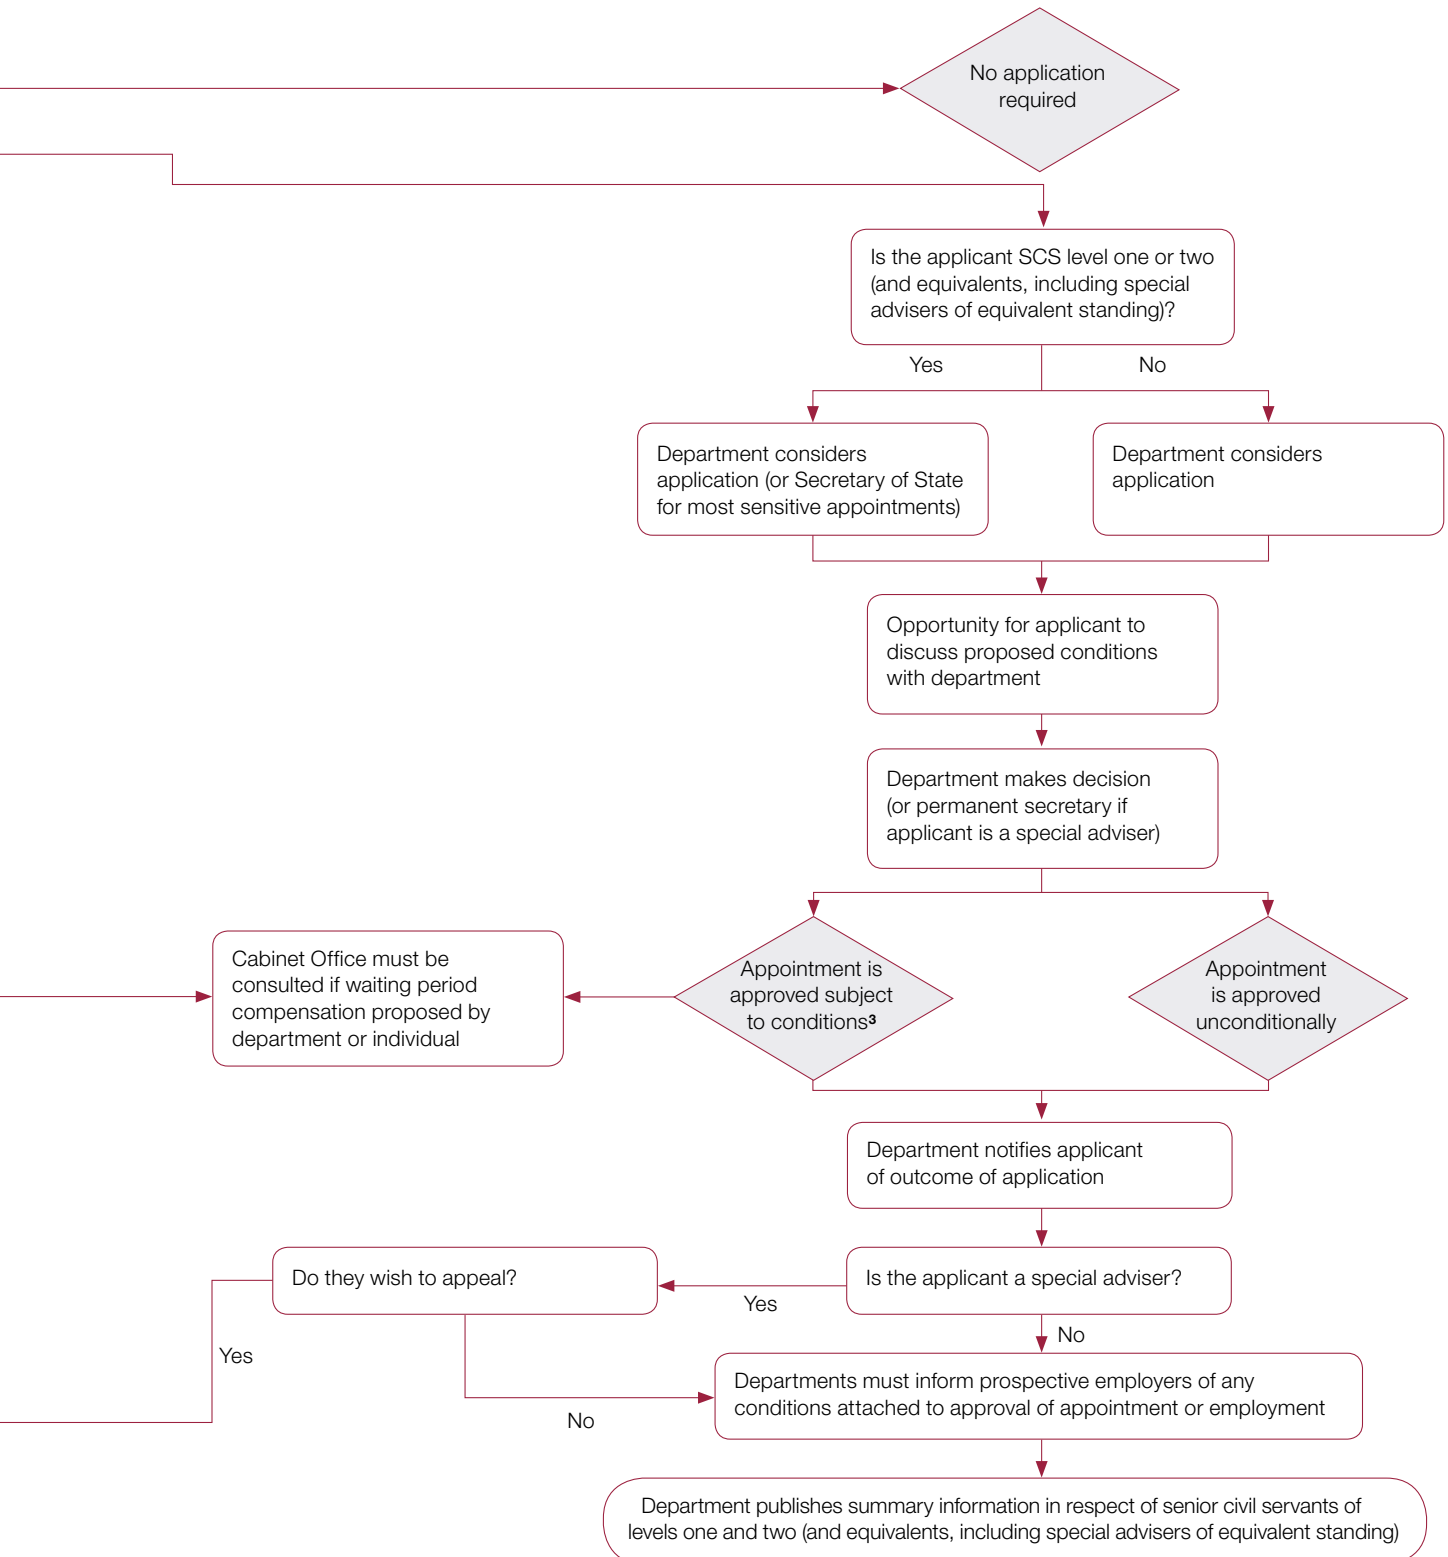 No application
required
Is the applicant SCS level one or two
(and equivalents, including special
advisers of equivalent standing)?
Yes
No
Department considers
application (or Secretary of State
for most sensitive appointments)
Department considers
application
Opportunity for applicant to
discuss proposed conditions
with department
Department makes decision
(or permanent secretary if
applicant is a special adviser)
Cabinet Office must be
consulted if waiting period
compensation proposed by
department or individual
Appointment is
approved subject
to conditions³
Appointment
is approved
unconditionally
Department notifies applicant
of outcome of application
Do they wish to appeal?
Is the applicant a special adviser?
Yes
No
Yes
Departments must inform prospective employers of any
conditions attached to approval of appointment or employment
No
Department publishes summary information in respect of senior civil servants of
levels one and two (and equivalents, including special advisers of equivalent standing)